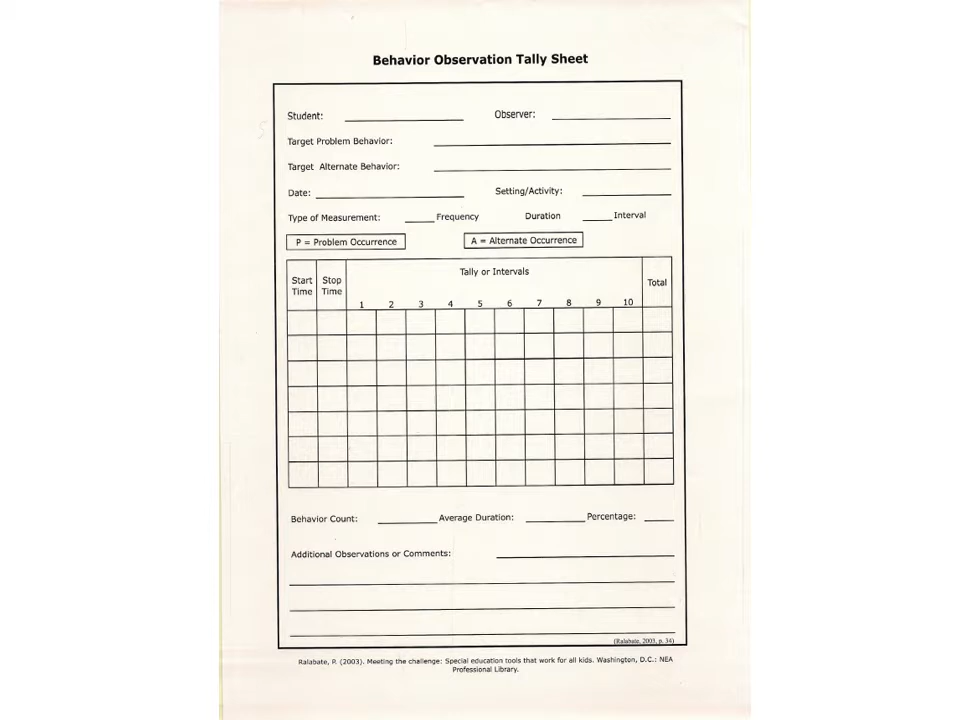 Behavior Observation Tally Sheet
Student: Observer:
Target Problem Behavior:
Target Alternate Behavior:
Date: Setting/Activity:
Type of Measurement: Frequency Duration Interval
P = Problem Occurrence A = Alternate Occurrence
Start Time Stop Time Tally or Intervals Total
1 2 3 4 5 6 7 8 9 10
Behavior Count: Average Duration: Percentage:
Additional Observations or Comments:
(Ralabate, 2003, p. 34)
Ralabate, P. (2003). Meeting the challenge: Special education tools that work for all kids. Washington, D.C.: NEA
Professional Library.